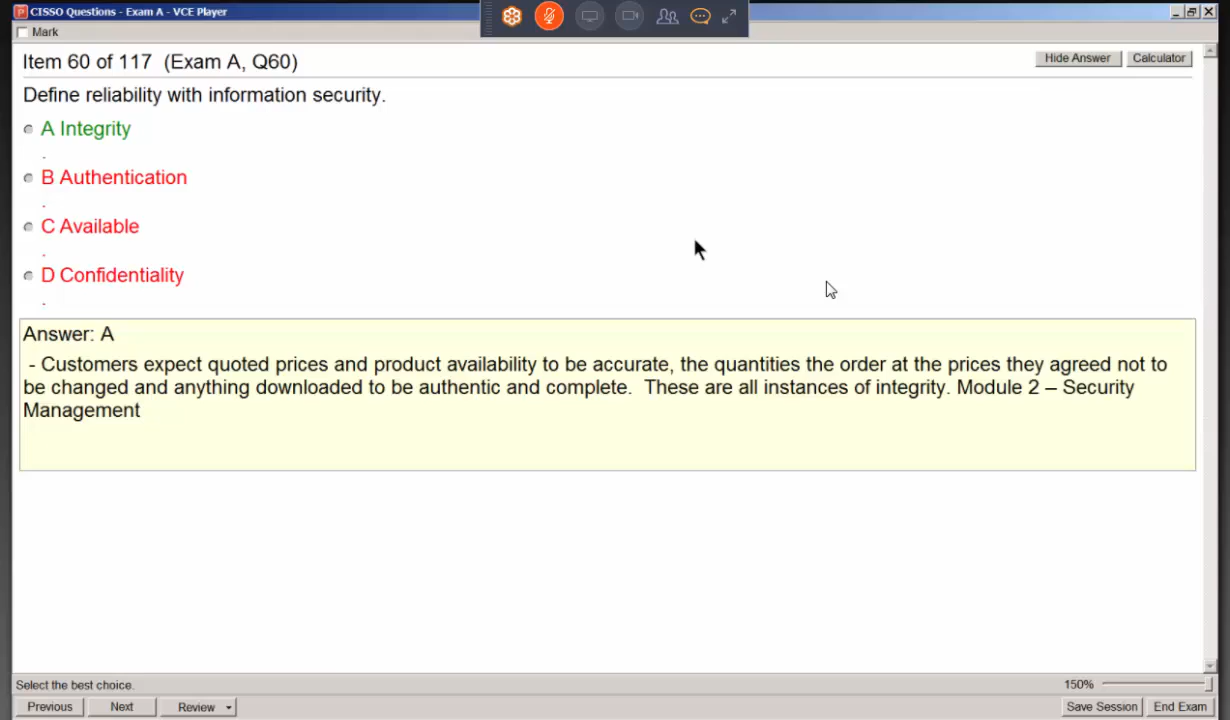 CISSO Questions - Exam A - VCE Player
Mark
Item 60 of 117 (Exam A, Q60)
Hide Answer
Calculator
Define reliability with information security.
A Integrity
.
B Authentication
.
C Available
.
D Confidentiality
.
Answer: A
- Customers expect quoted prices and product availability to be accurate, the quantities the order at the prices they agreed not to
be changed and anything downloaded to be authentic and complete. These are all instances of integrity. Module 2 – Security
Management
Select the best choice.
150%
Previous
Next
Review
Save Session
End Exam